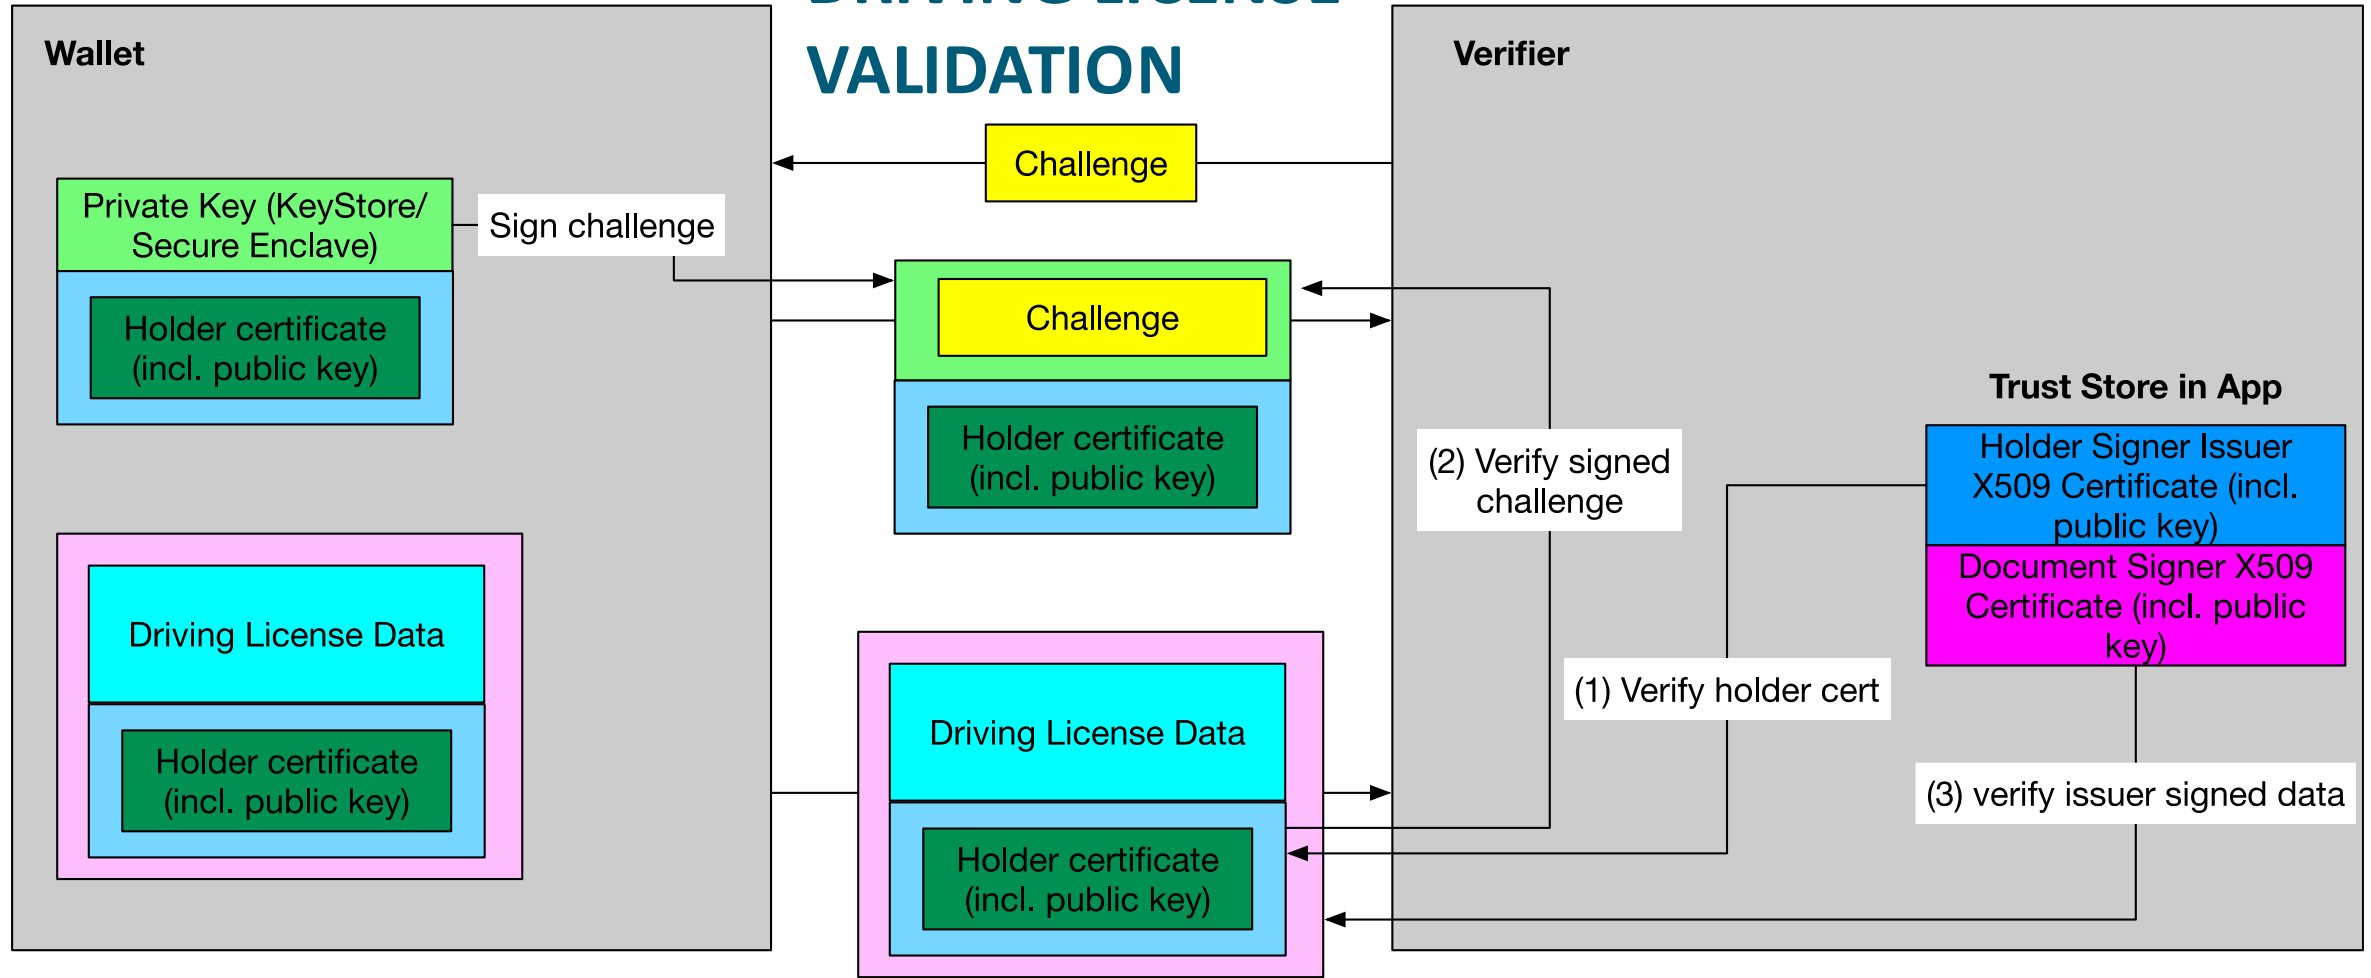 DRIVING LICENSE
VALIDATION
Wallet
Verifier
Challenge
Private Key (KeyStore/
Secure Enclave)
Sign challenge
Holder certificate
(incl. public key)
Challenge
Holder certificate
(incl. public key)
(2) Verify signed
challenge
Trust Store in App
Holder Signer Issuer
X509 Certificate (incl.
public key)
Document Signer X509
Certificate (incl. public
key)
Driving License Data
Holder certificate
(incl. public key)
Driving License Data
Holder certificate
(incl. public key)
(1) Verify holder cert
(3) verify issuer signed data